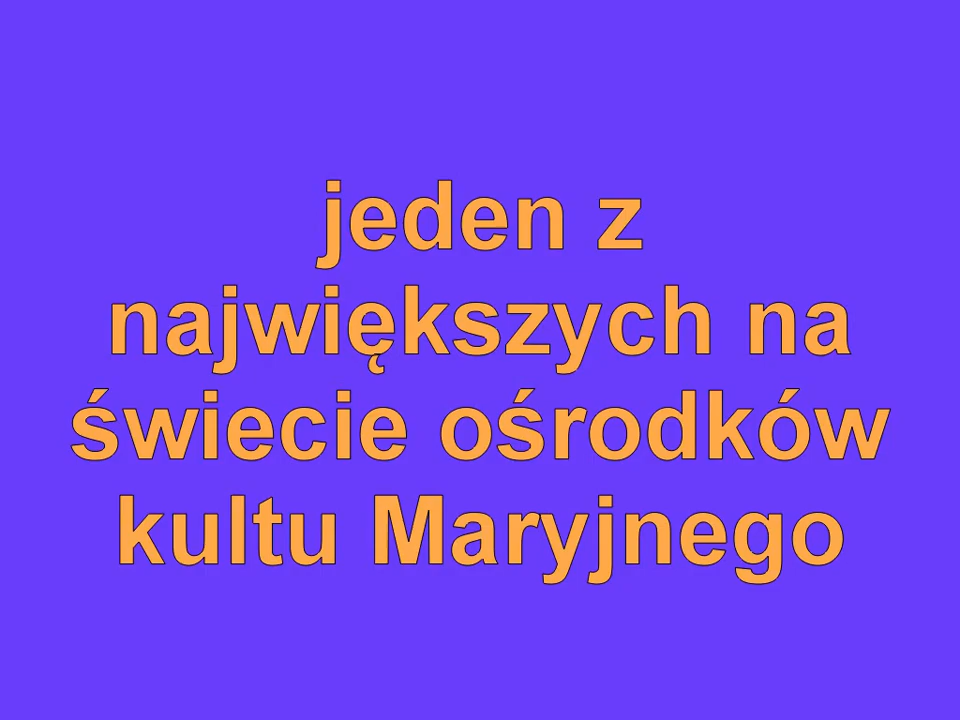 jeden z
największych na
świecie ośrodków
kultu Maryjnego